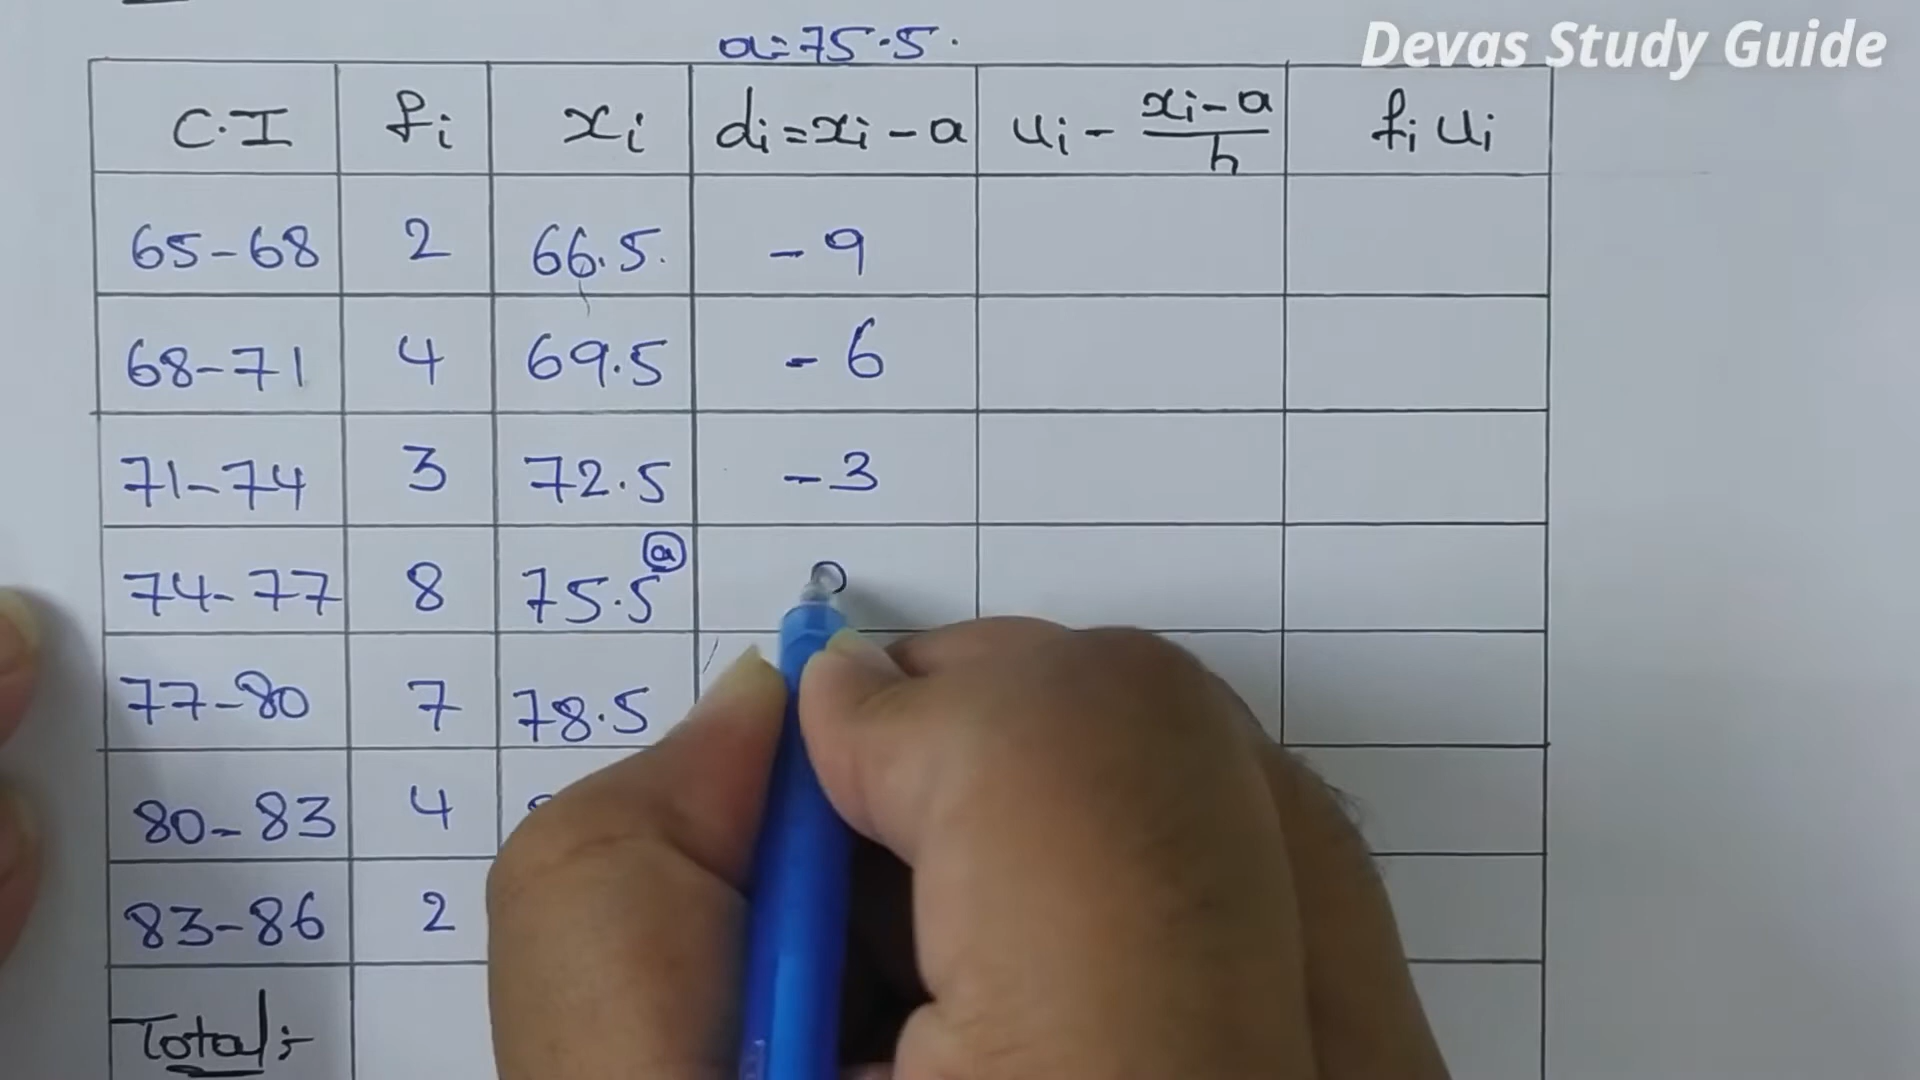 Devas Study Guide
a=75.5.
C.I fi xi di=xi-a ui - xi-a/h fiui
65-68 2 66.5. -9
68-71 4 69.5 -6
71-74 3 72.5 -3
74-77 8 75.5 a 0
77-80 7 78.5
80-83 4
83-86 2
Total:-